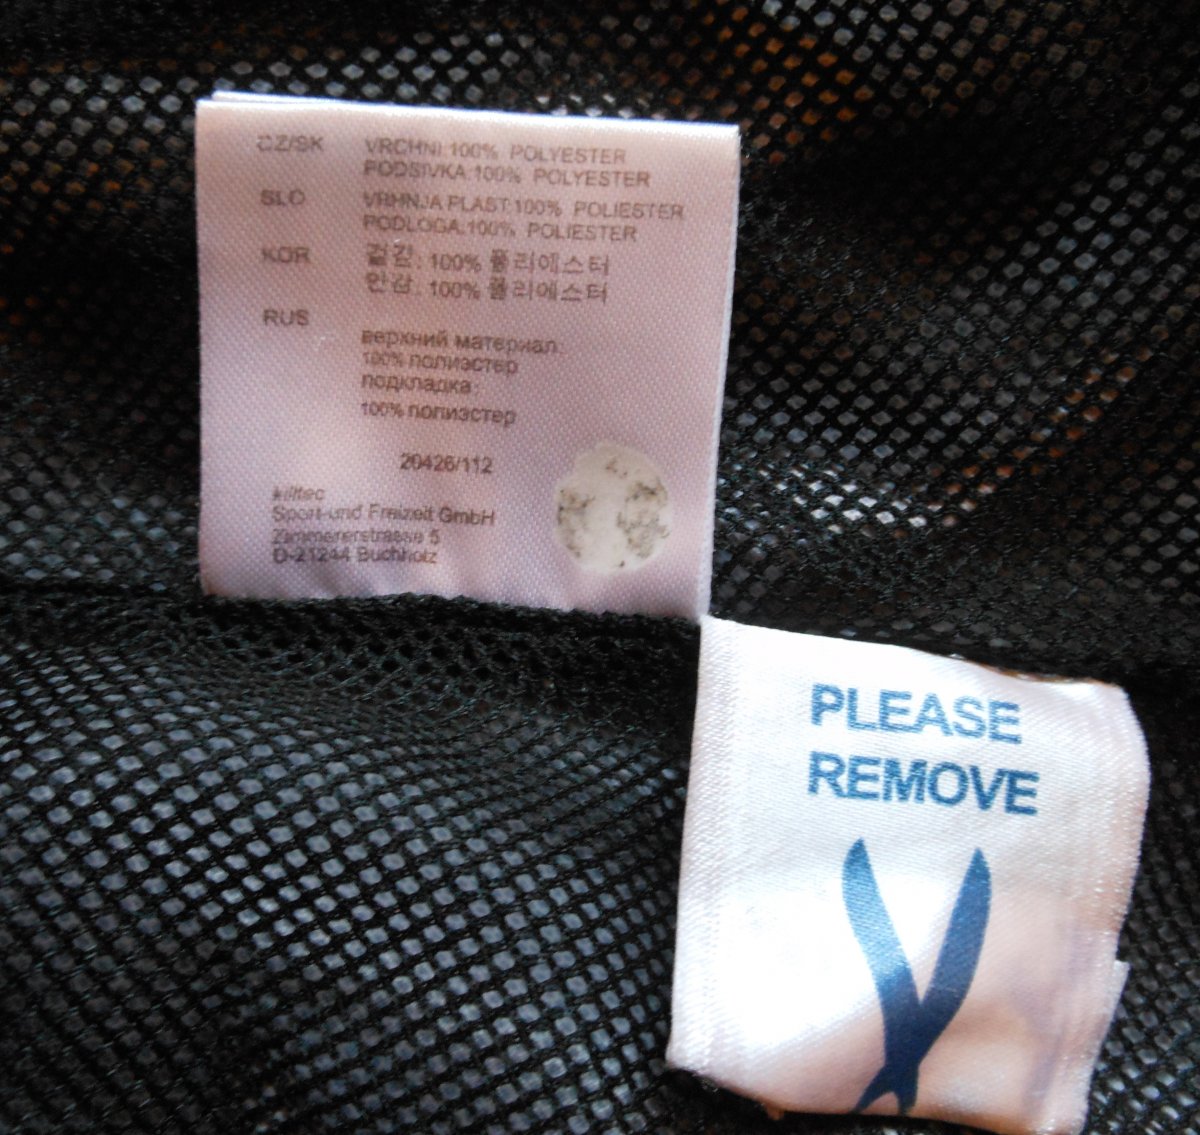 CZ/SK VRCHNI:100% POLYESTER
PODSIVKA:100% POLYESTER
SLO VRHNJA PLAST:100% POLIESTER
PODLOGA:100% POLIESTER
KOR 겉감: 100% 폴리에스터
안감: 100% 폴리에스터
RUS верхний материал:
100% полиэстер
подкладка:
100% полиэстер
20426/112
killtec
Sport-und Freizeit GmbH
Zimmererstrasse 5
D-21244 Buchholz
PLEASE
REMOVE